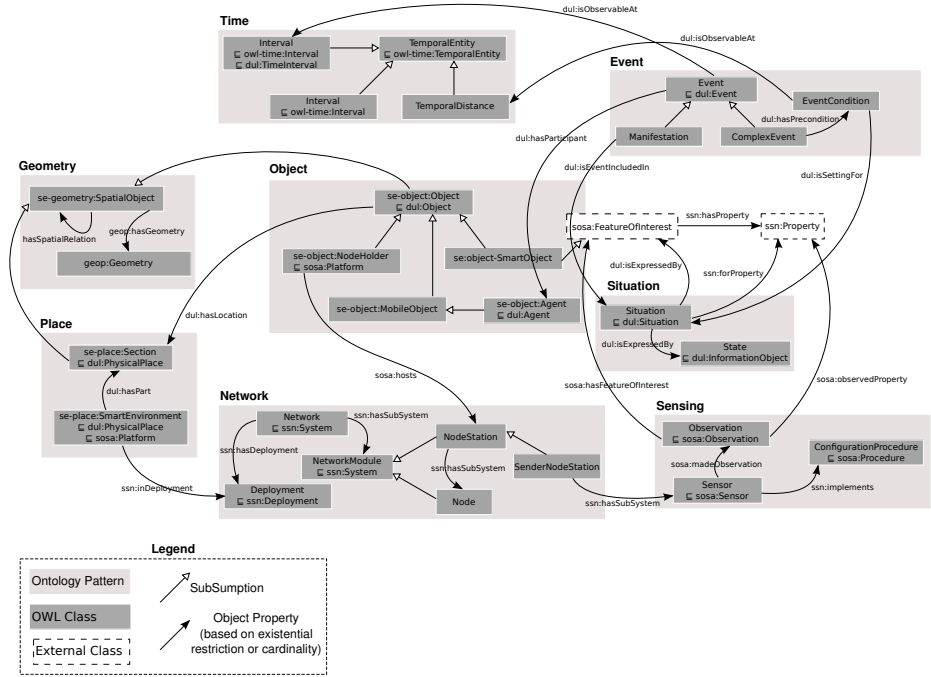 dul:isObservableAt
Time
Interval
⊑ owl-time:Interval
⊑ dul:TimeInterval
TemporalEntity
⊑ owl-time:TemporalEntity
Interval
⊑ owl-time:Interval
TemporalDistance
dul:isObservableAt
Event
Event
⊑ dul:Event
EventCondition
dul:hasPrecondition
Manifestation
ComplexEvent
dul:hasParticipant
dul:isEventIncludedIn
dul:isSettingFor
Geometry
se-geometry:SpatialObject
geop:hasGeometry
hasSpatialRelation
geop:Geometry
Object
se-object:Object
⊑ dul:Object
se-object:NodeHolder
⊑ sosa:Platform
se-object:SmartObject
se-object:MobileObject
se-object:Agent
⊑ dul:Agent
sosa:FeatureOfInterest
ssn:hasProperty
ssn:Property
dul:isExpressedBy
ssn:forProperty
Situation
Situation
⊑ dul:Situation
dul:isExpressedBy
State
⊑ dul:InformationObject
dul:hasLocation
Place
se-place:Section
⊑ dul:PhysicalPlace
dul:hasPart
se-place:SmartEnvironment
⊑ dul:PhysicalPlace
⊑ sosa:Platform
ssn:inDeployment
sosa:hosts
sosa:hasFeatureOfInterest
sosa:observedProperty
Network
Network
⊑ ssn:System
ssn:hasSubSystem
ssn:hasDeployment
NetworkModule
⊑ ssn:System
NodeStation
ssn:hasSubSystem
SenderNodeStation
Deployment
⊑ ssn:Deployment
Node
ssn:hasSubSystem
Sensing
Observation
⊑ sosa:Observation
sosa:madeObservation
ConfigurationProcedure
⊑ sosa:Procedure
Sensor
⊑ sosa:Sensor
ssn:implements
Legend
Ontology Pattern
OWL Class
External Class
SubSumption
Object Property
(based on existential
restriction or cardinality)